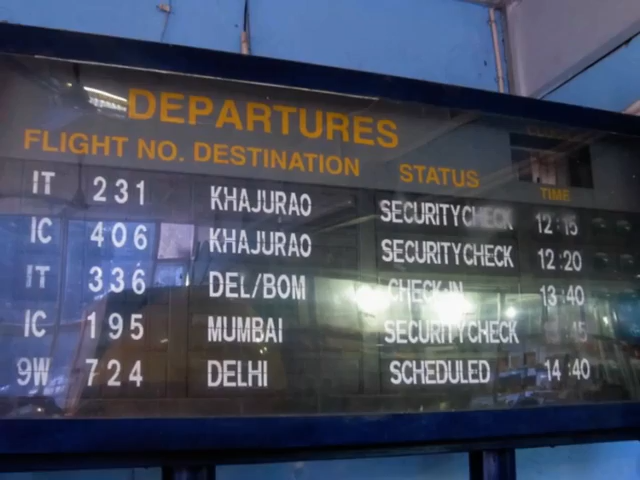 DEPARTURES
FLIGHT NO. DESTINATION STATUS TIME
IT 231 KHAJURAO SECURITY CHECK 12:15
IC 406 KHAJURAO SECURITY CHECK 12:20
IT 336 DEL/BOM CHECK-IN 13:40
IC 195 MUMBAI SECURITY CHECK 45
9W 724 DELHI SCHEDULED 14:40